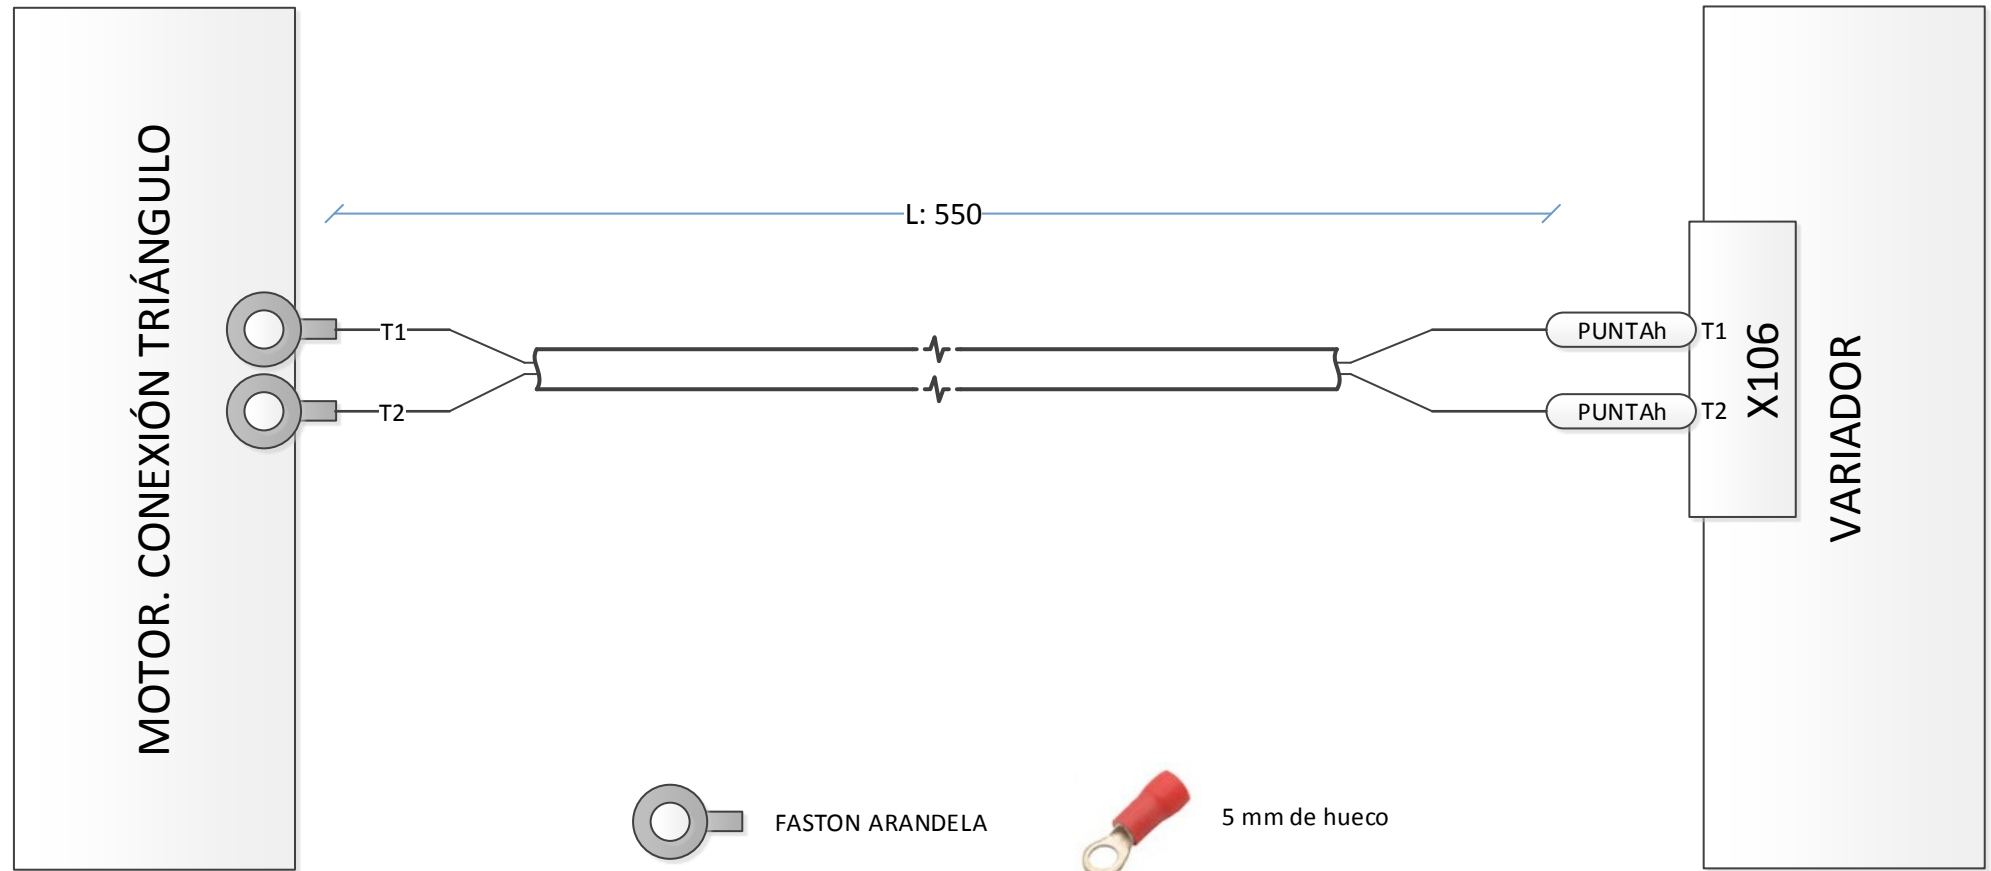 MOTOR. CONEXIÓN TRIÁNGULO
L: 550
T1
T2
PUNTAh
T1
PUNTAh
T2
X106
VARIADOR
FASTON ARANDELA
5 mm de hueco